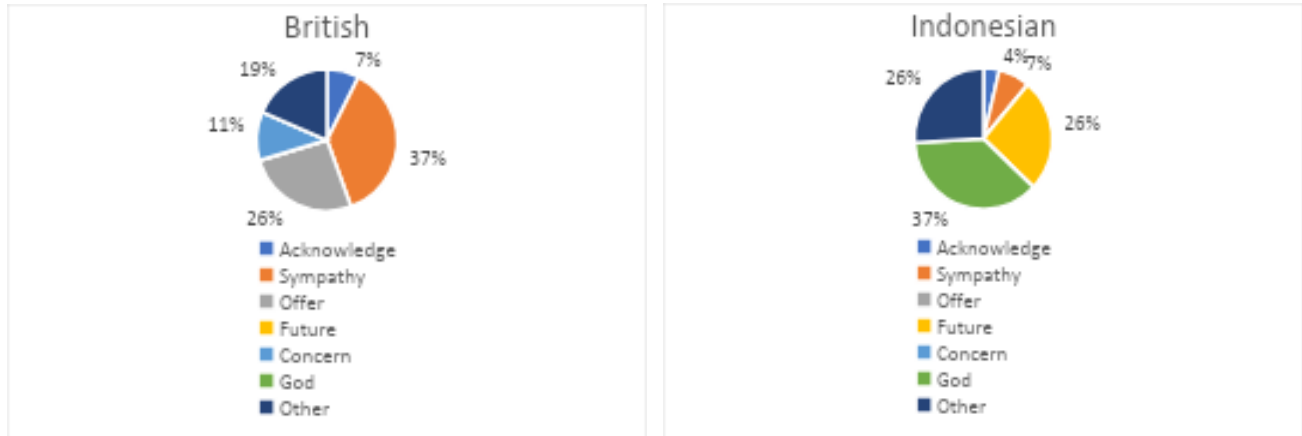 British
7%
19%
11%
37%
26%
Acknowledge
Sympathy
Offer
Future
Concern
God
Other
Indonesian
4%
7%
26%
26%
37%
Acknowledge
Sympathy
Offer
Future
Concern
God
Other